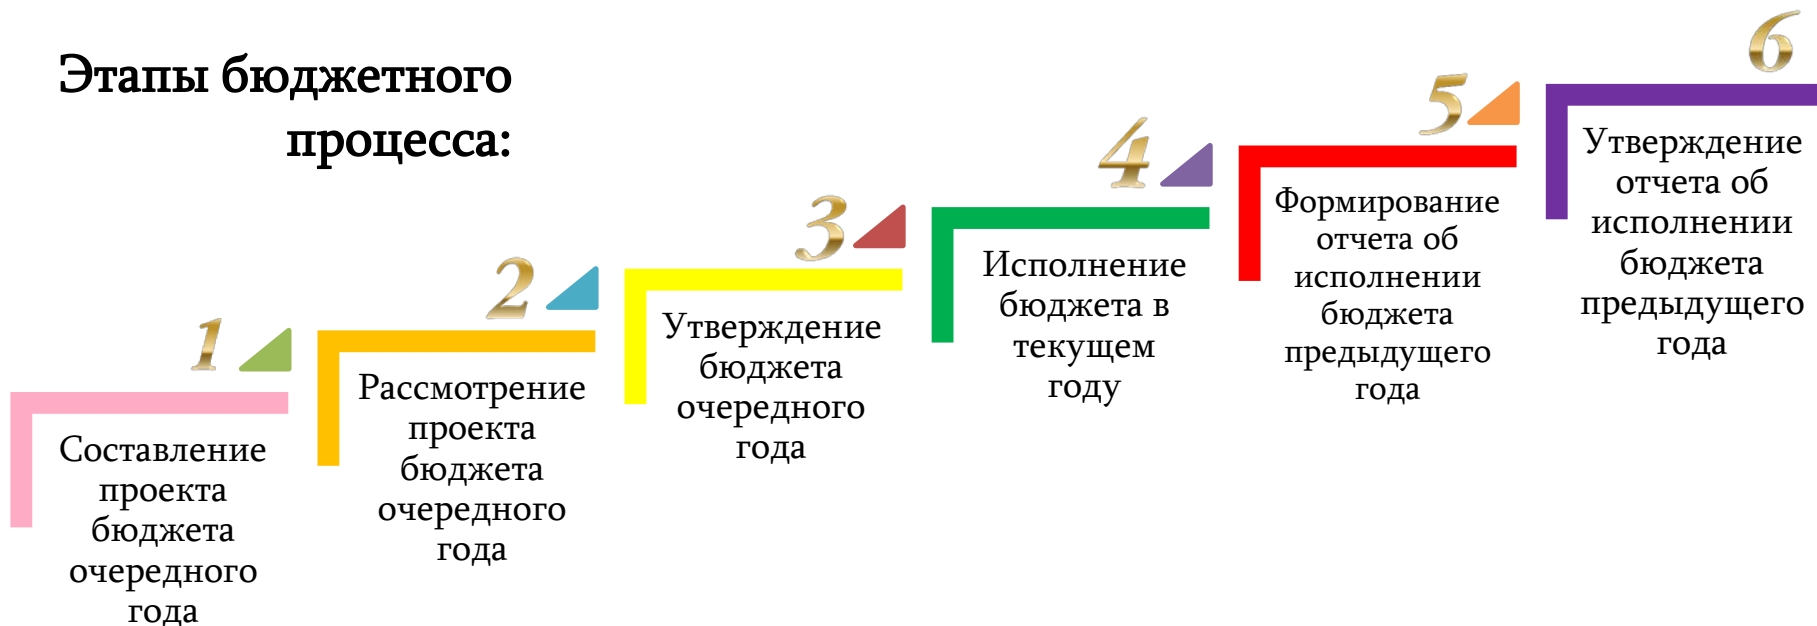 Этапы бюджетного
процесса:
1
Составление
проекта
бюджета
очередного
года
2
Рассмотрение
проекта
бюджета
очередного
года
3
Утверждение
бюджета
очередного
года
4
Исполнение
бюджета в
текущем
году
5
Формирование
отчета об
исполнении
бюджета
предыдущего
года
6
Утверждение
отчета об
исполнении
бюджета
предыдущего
года